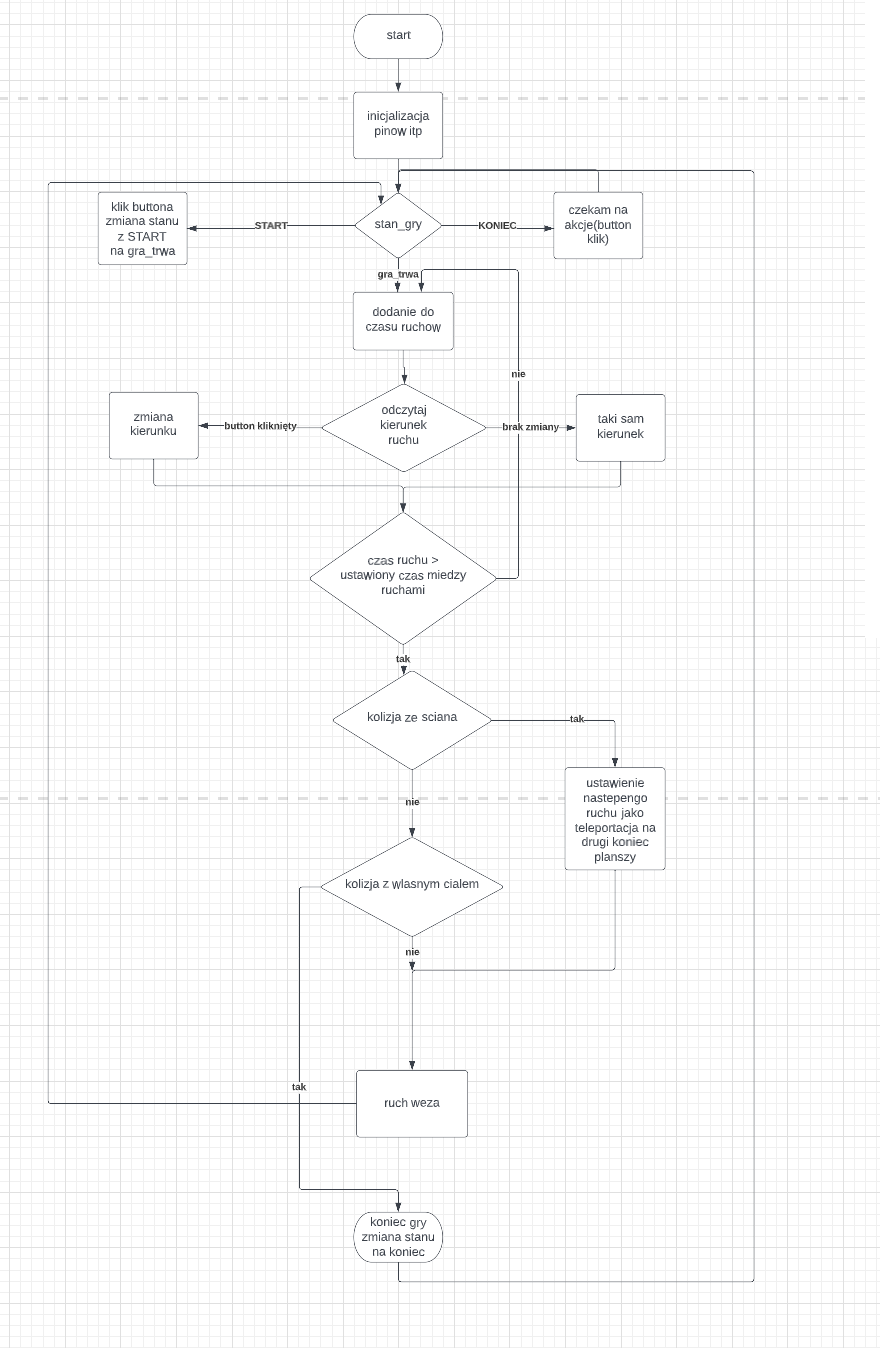 start
inicjalizacja
pinow itp
klik buttona
zmiana stanu
z START
na gra_trwa
START
stan_gry
KONIEC
czekam na
akcje(button
klik)
gra_trwa
dodanie do
czasu ruchow
nie
zmiana
kierunku
button kliknięty
odczytaj
kierunek
ruchu
brak zmiany
taki sam
kierunek
czas ruchu >
ustawiony czas miedzy
ruchami
tak
kolizja ze sciana
tak
ustawienie
nastepengo
ruchu jako
teleportacja na
drugi koniec
planszy
nie
kolizja z wlasnym cialem
nie
tak
ruch weza
koniec gry
zmiana stanu
na koniec